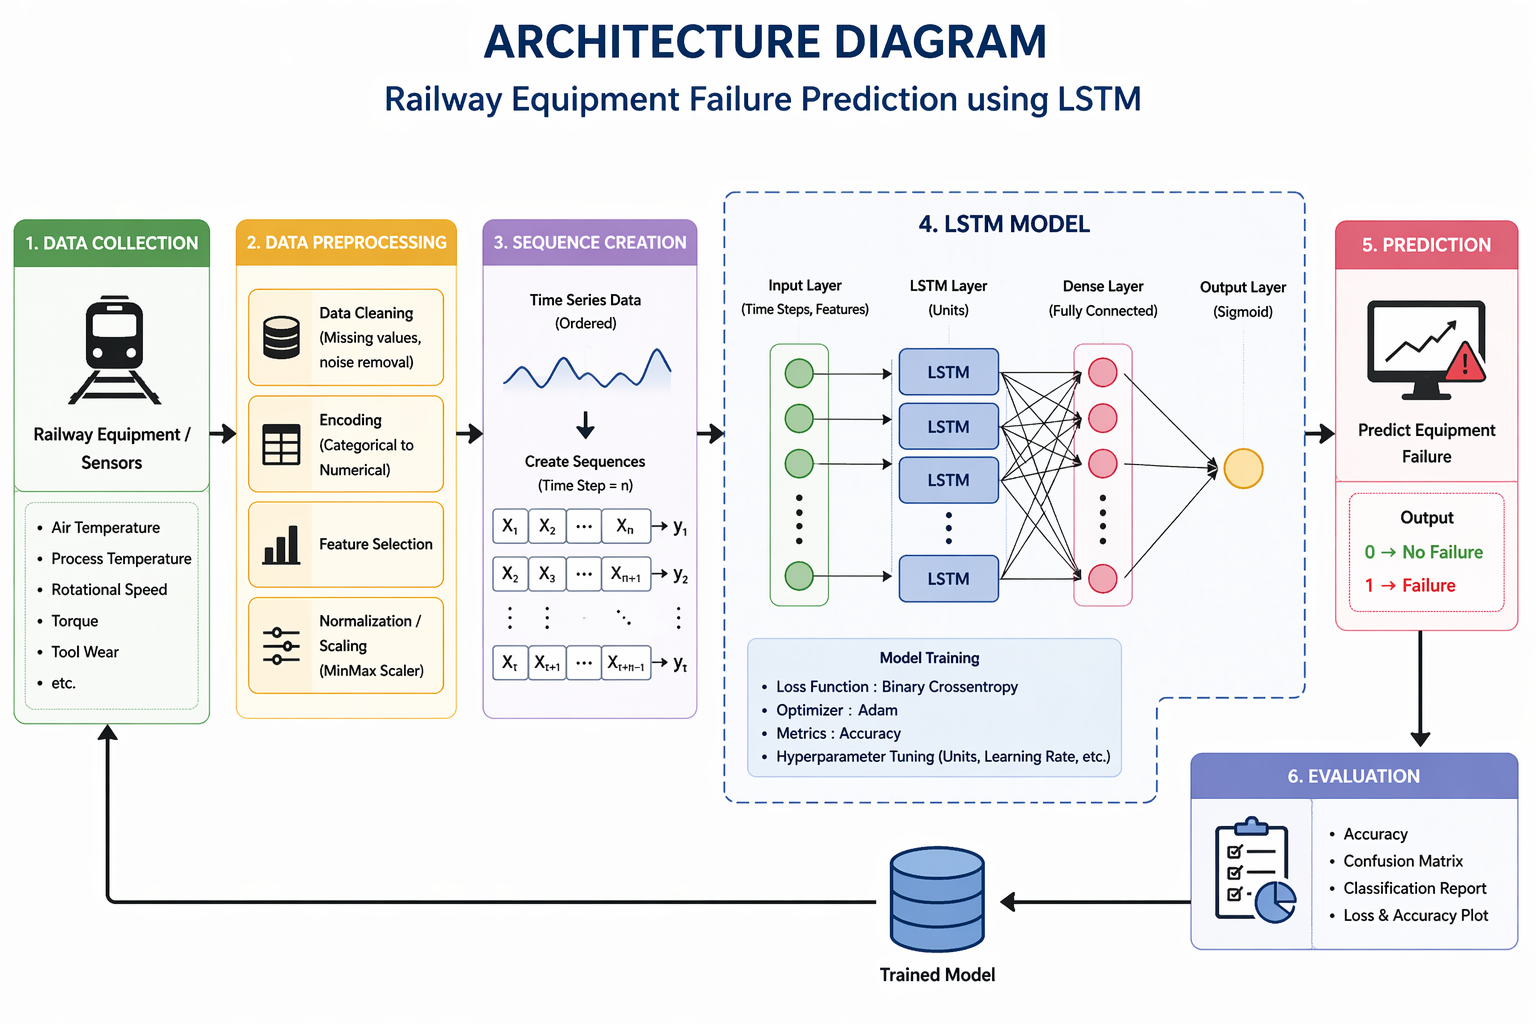 ARCHITECTURE DIAGRAM
Railway Equipment Failure Prediction using LSTM
1. DATA COLLECTION
Railway Equipment /
Sensors
• Air Temperature
• Process Temperature
• Rotational Speed
• Torque
• Tool Wear
• etc.
2. DATA PREPROCESSING
Data Cleaning
(Missing values,
noise removal)
Encoding
(Categorical to
Numerical)
Feature Selection
Normalization /
Scaling
(MinMax Scaler)
3. SEQUENCE CREATION
Time Series Data
(Ordered)
Create Sequences
(Time Step = n)
X₁ X₂ ··· Xₙ → y₁
X₂ X₃ ··· Xₙ₊₁ → y₂
⋮ ⋮ ⋱ ⋮
Xτ Xτ+1 ··· Xτ+n−1 → yτ
4. LSTM MODEL
Input Layer
(Time Steps, Features)
LSTM Layer
(Units)
Dense Layer
(Fully Connected)
Output Layer
(Sigmoid)
LSTM
LSTM
LSTM
LSTM
Model Training
• Loss Function : Binary Crossentropy
• Optimizer : Adam
• Metrics : Accuracy
• Hyperparameter Tuning (Units, Learning Rate, etc.)
5. PREDICTION
Predict Equipment
Failure
Output
0 → No Failure
1 → Failure
6. EVALUATION
• Accuracy
• Confusion Matrix
• Classification Report
• Loss & Accuracy Plot
Trained Model